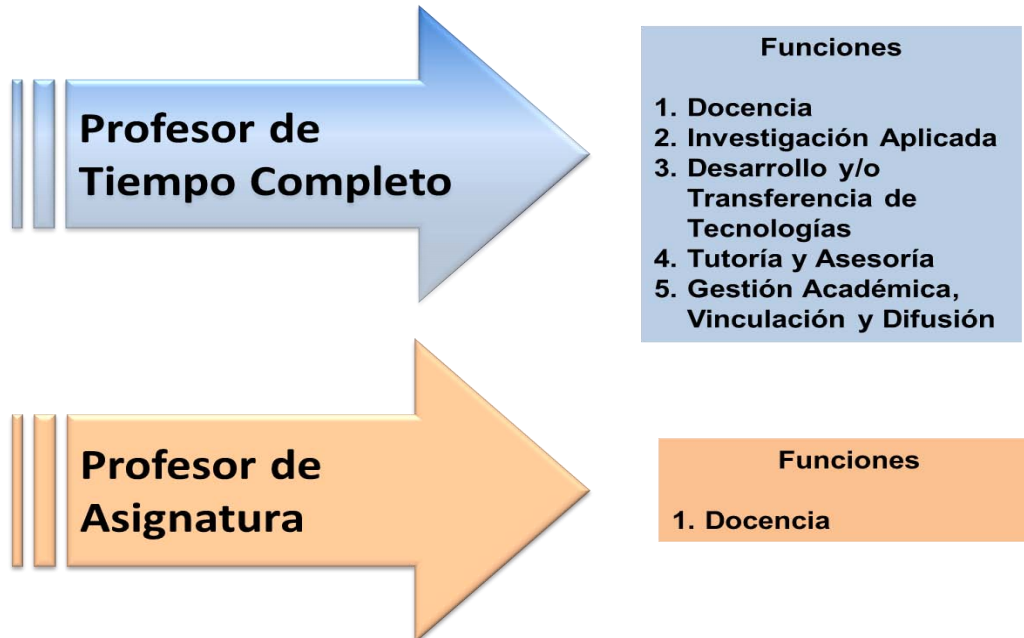 Profesor de
Tiempo Completo
Funciones
1. Docencia
2. Investigación Aplicada
3. Desarrollo y/o
Transferencia de
Tecnologías
4. Tutoría y Asesoría
5. Gestión Académica,
Vinculación y Difusión
Profesor de
Asignatura
Funciones
1. Docencia